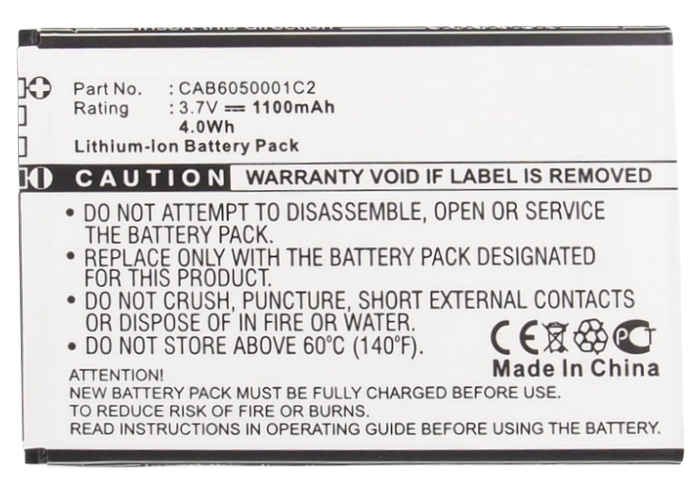 Part No. : CAB6050001C2
Rating : 3.7V 1100mAh
4.0Wh
Lithium-Ion Battery Pack
CAUTION WARRANTY VOID IF LABEL IS REMOVED
• DO NOT ATTEMPT TO DISASSEMBLE, OPEN OR SERVICE
THE BATTERY PACK.
• REPLACE ONLY WITH THE BATTERY PACK DESIGNATED
FOR THIS PRODUCT.
• DO NOT CRUSH, PUNCTURE, SHORT EXTERNAL CONTACTS
OR DISPOSE OF IN FIRE OR WATER.
• DO NOT STORE ABOVE 60°C (140°F).
CE PCT
Made In China
ATTENTION!
NEW BATTERY PACK MUST BE FULLY CHARGED BEFORE USE.
TO REDUCE RISK OF FIRE OR BURNS.
READ INSTRUCTIONS IN OPERATING GUIDE BEFORE USING THE BATTERY.